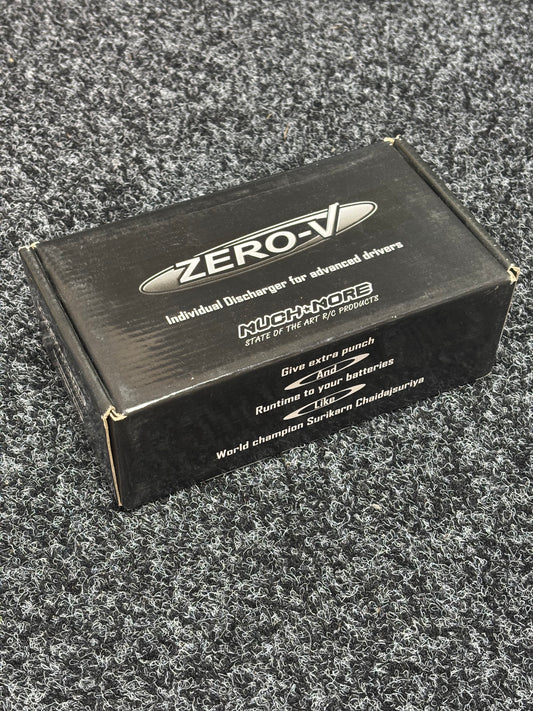 ZERO-V
Individual Discharger for advanced drivers
MUCH MORE
STATE OF THE ART R/C PRODUCTS
Give extra punch
And
Runtime to your batteries
Like
World champion Surikarn Chaidajsuriya